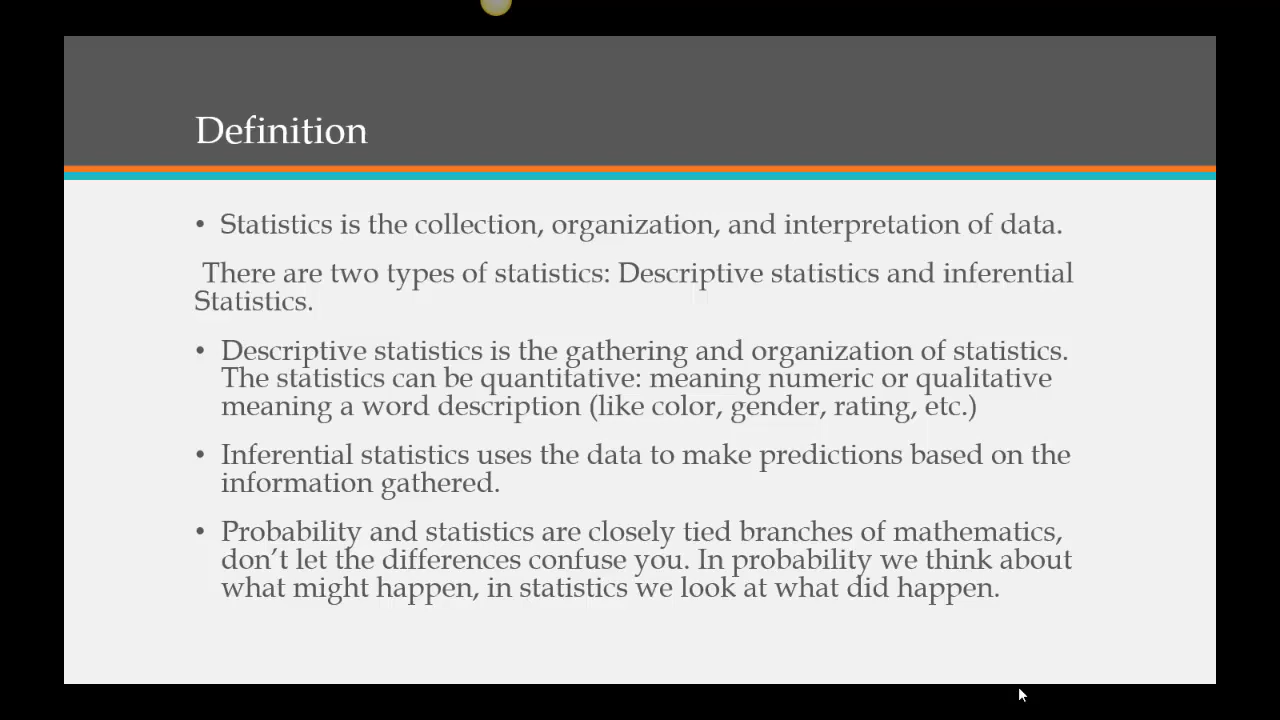 Definition
• Statistics is the collection, organization, and interpretation of data.
There are two types of statistics: Descriptive statistics and inferential
Statistics.
• Descriptive statistics is the gathering and organization of statistics.
The statistics can be quantitative: meaning numeric or qualitative
meaning a word description (like color, gender, rating, etc.)
• Inferential statistics uses the data to make predictions based on the
information gathered.
• Probability and statistics are closely tied branches of mathematics,
don’t let the differences confuse you. In probability we think about
what might happen, in statistics we look at what did happen.